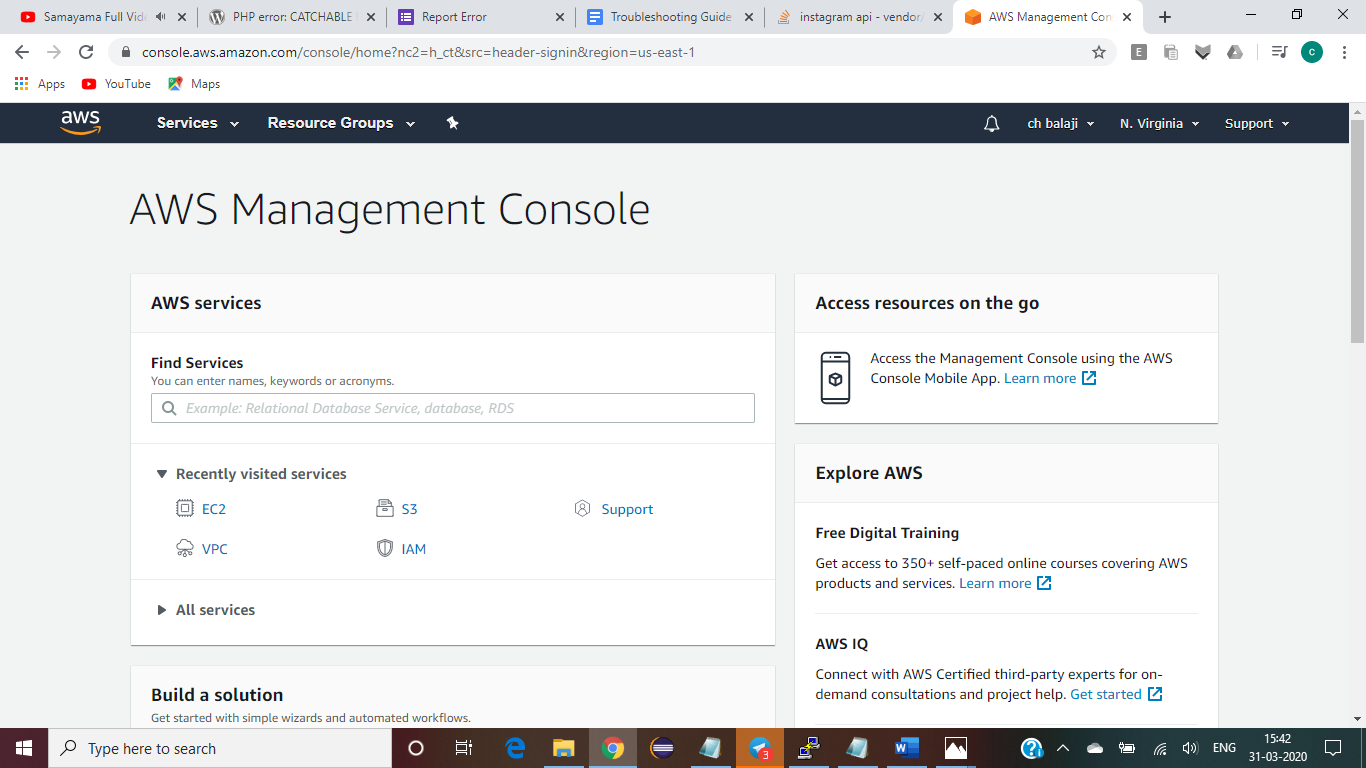 Samayama Full Vid
PHP error: CATCHABLE
Report Error
Troubleshooting Guide
instagram api - vendor/
AWS Management Con
console.aws.amazon.com/console/home?nc2=h_ct&src=header-signin&region=us-east-1
E
c
Apps
YouTube
Maps
aws
Services
Resource Groups
ch balaji
N. Virginia
Support
AWS Management Console
AWS services
Find Services
You can enter names, keywords or acronyms.
Example: Relational Database Service, database, RDS
Recently visited services
EC2
S3
Support
VPC
IAM
All services
Build a solution
Get started with simple wizards and automated workflows.
Access resources on the go
Access the Management Console using the AWS
Console Mobile App. Learn more
Explore AWS
Free Digital Training
Get access to 350+ self-paced online courses covering AWS
products and services. Learn more
AWS IQ
Connect with AWS Certified third-party experts for on-
demand consultations and project help. Get started
Type here to search
3
ENG
15:42
31-03-2020